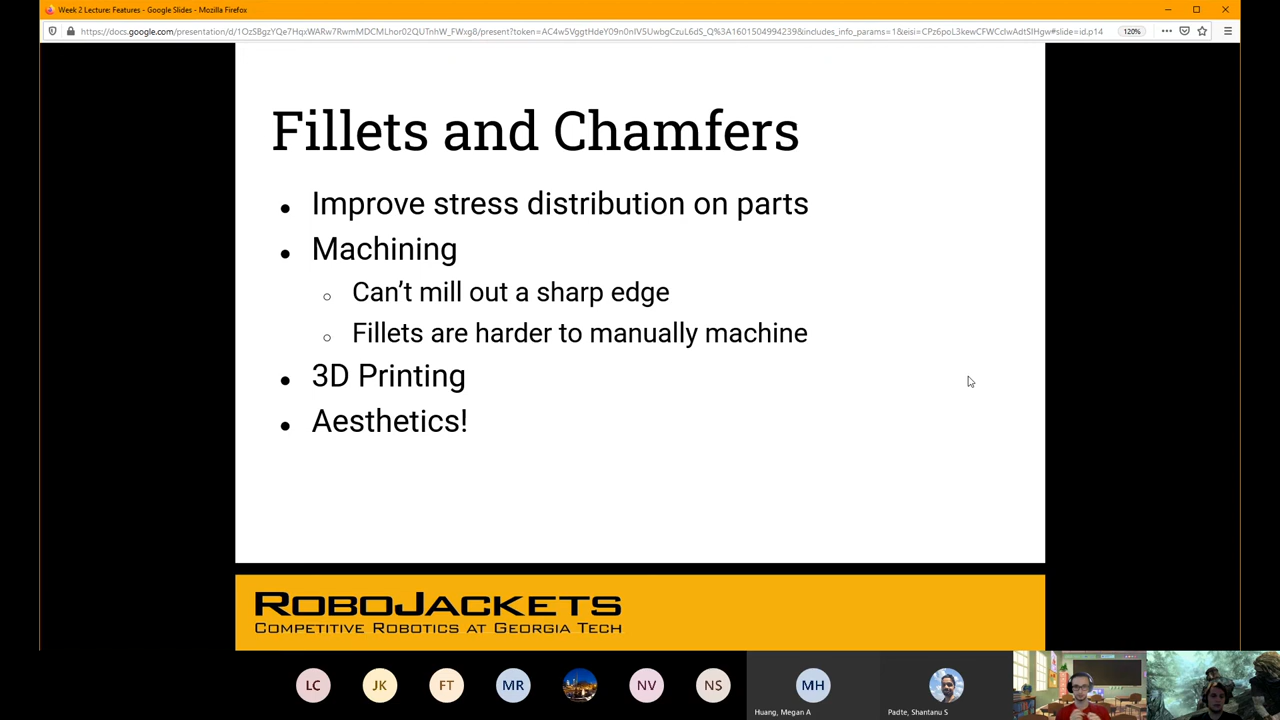 Week 2 Lecture: Features - Google Slides - Mozilla Firefox
120%
Fillets and Chamfers
Improve stress distribution on parts
Machining
Can't mill out a sharp edge
Fillets are harder to manually machine
3D Printing
Aesthetics!
ROBOJACKETS
COMPETITIVE ROBOTICS AT GEORGIA TECH
LC JK FT MR NV NS MH
Huang, Megan A Padte, Shantanu S